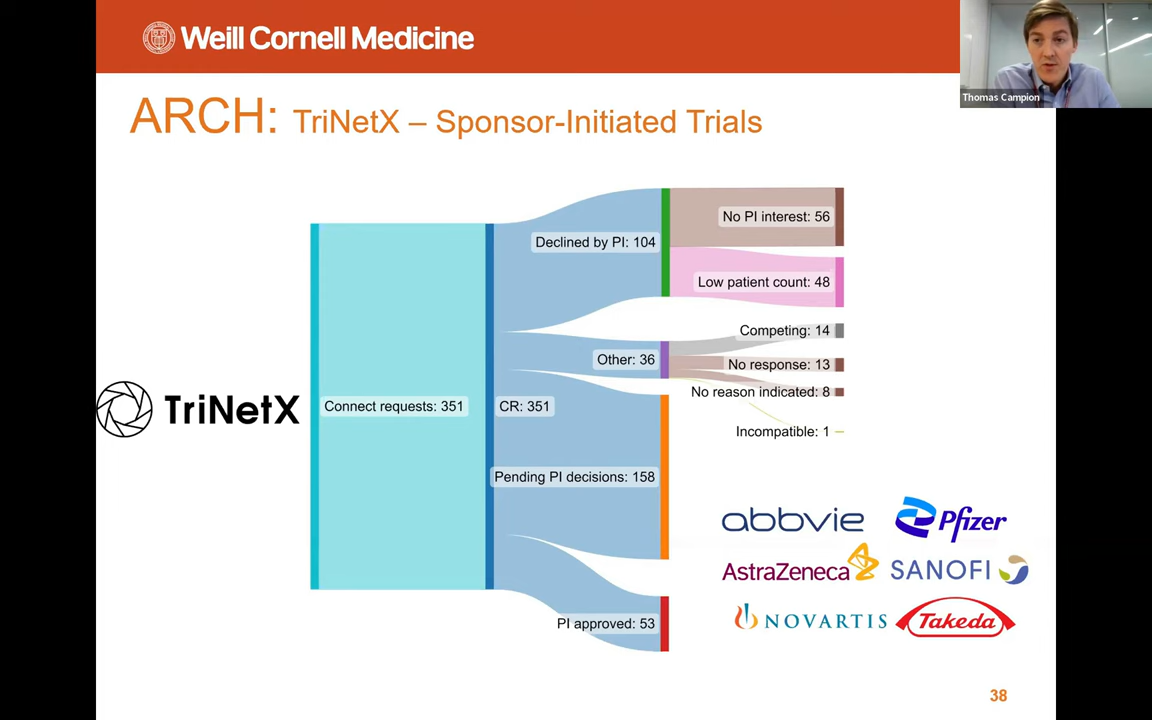 Weill Cornell Medicine
Thomas Campion
ARCH: TriNetX – Sponsor-Initiated Trials
No PI interest: 56
Declined by PI: 104
Low patient count: 48
Competing: 14
Other: 36
No response: 13
No reason indicated: 8
TriNetX
Connect requests: 351
CR: 351
Incompatible: 1
Pending PI decisions: 158
abbvie
Pfizer
AstraZeneca
SANOFI
NOVARTIS
Takeda
PI approved: 53
38